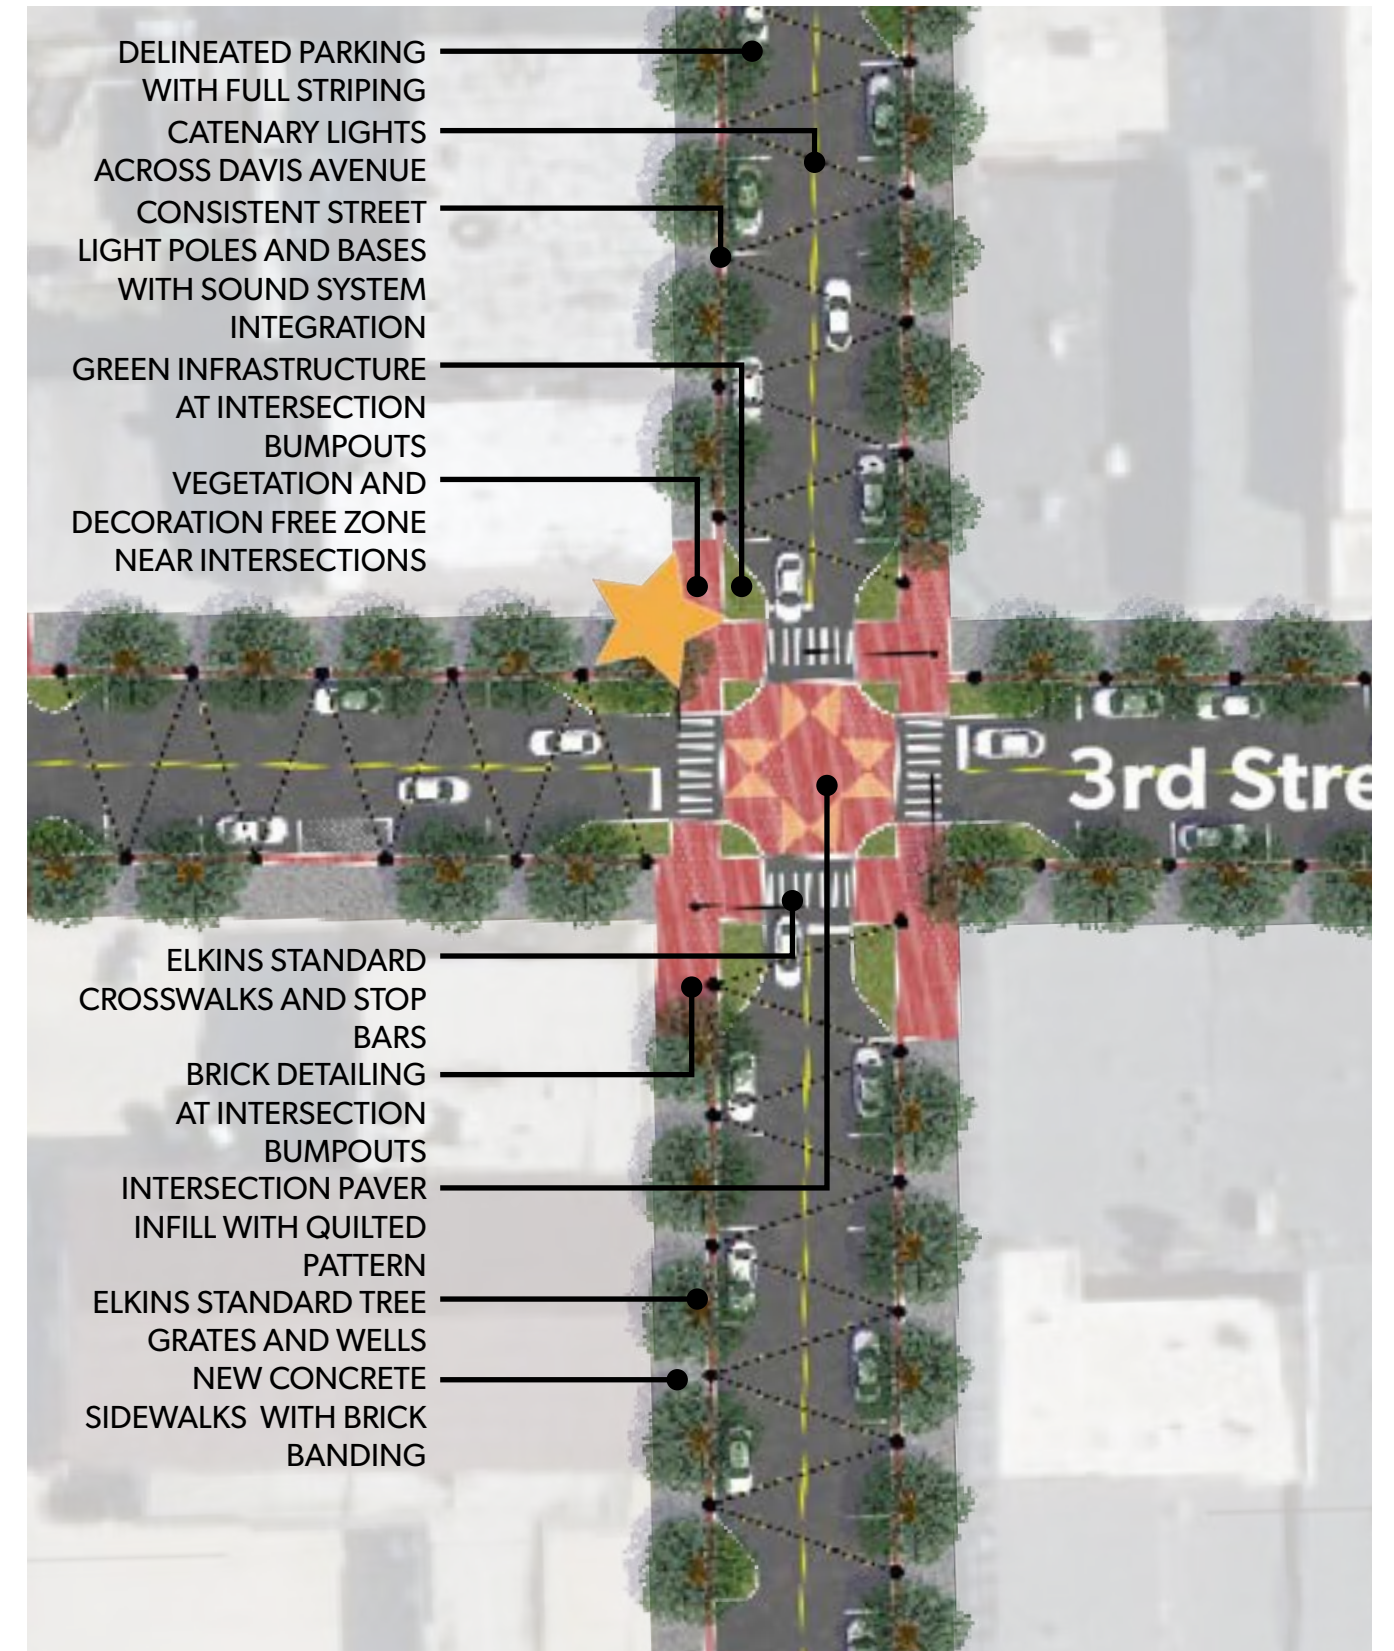 DELINEATED PARKING
WITH FULL STRIPING
CATENARY LIGHTS
ACROSS DAVIS AVENUE
CONSISTENT STREET
LIGHT POLES AND BASES
WITH SOUND SYSTEM
INTEGRATION
GREEN INFRASTRUCTURE
AT INTERSECTION
BUMPOUTS
VEGETATION AND
DECORATION FREE ZONE
NEAR INTERSECTIONS
3rd Stre
ELKINS STANDARD
CROSSWALKS AND STOP
BARS
BRICK DETAILING
AT INTERSECTION
BUMPOUTS
INTERSECTION PAVER
INFILL WITH QUILTED
PATTERN
ELKINS STANDARD TREE
GRATES AND WELLS
NEW CONCRETE
SIDEWALKS WITH BRICK
BANDING